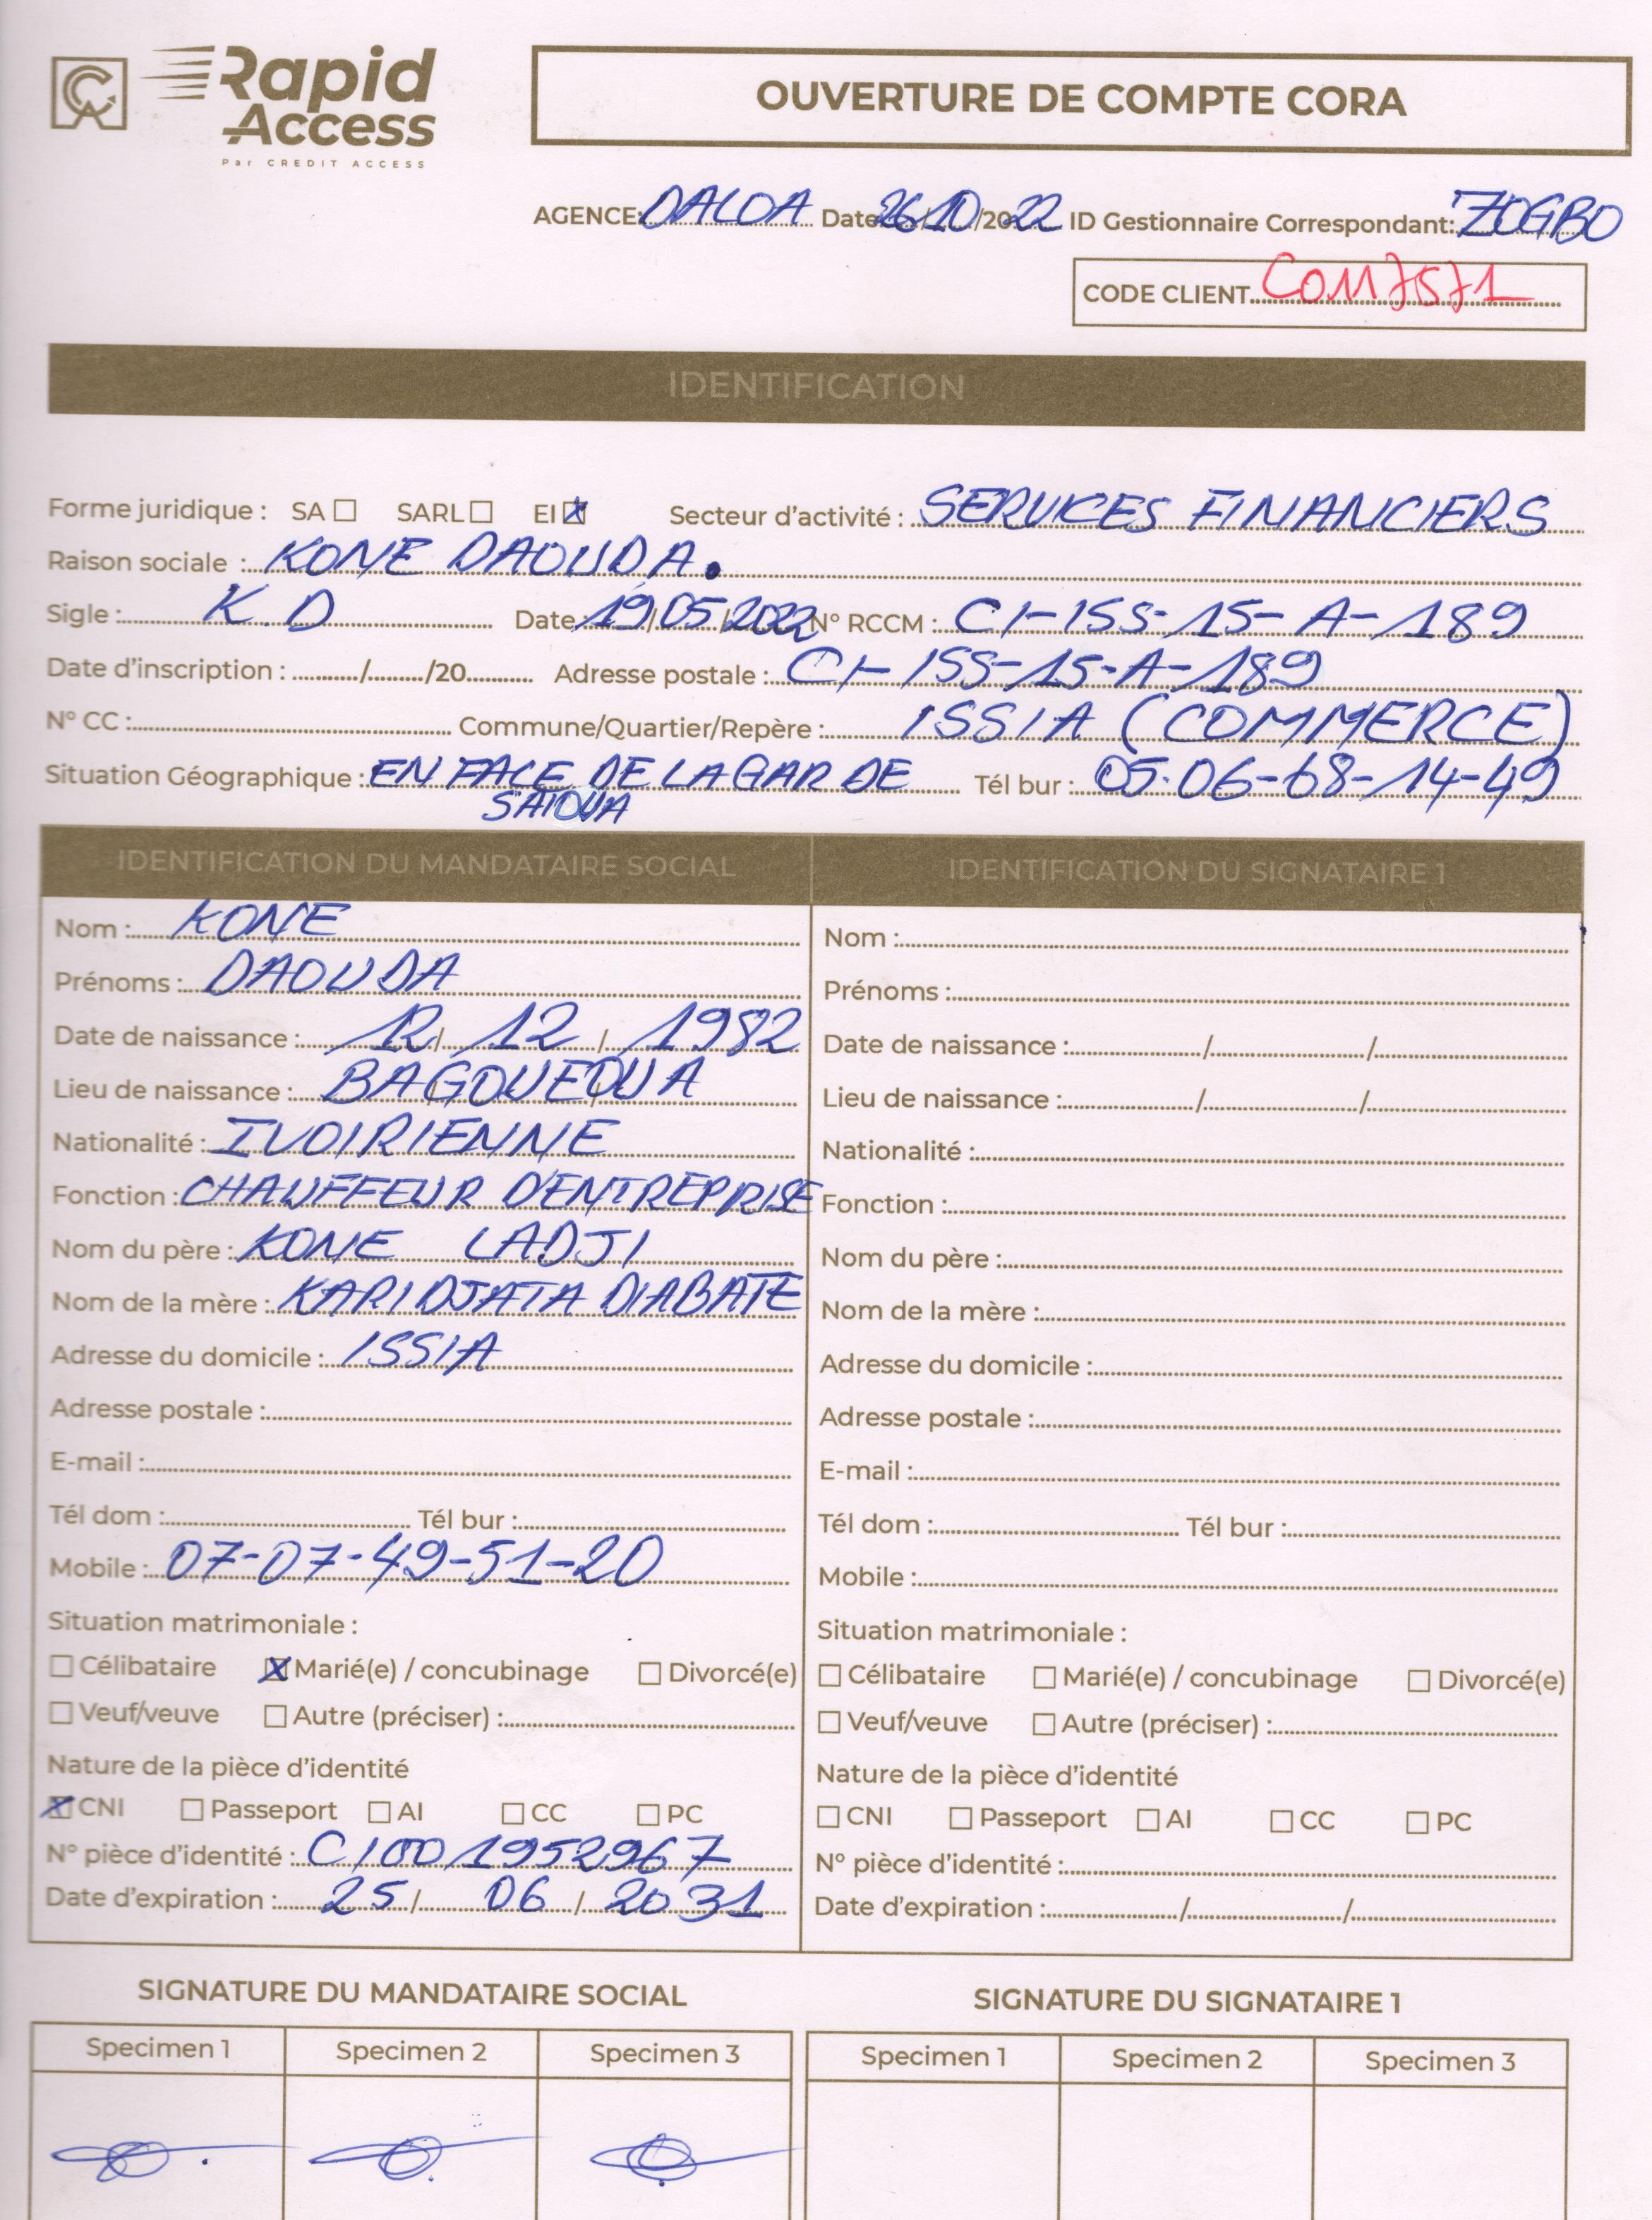 CA Rapid Access
Par CREDIT ACCESS
OUVERTURE DE COMPTE CORA
AGENCE: DALOA Date 26/10/2022 ID Gestionnaire Correspondant: ZOGBO
CODE CLIENT C0117571
IDENTIFICATION
Forme juridique : SA ☐ SARL ☐ EI ☒ Secteur d'activité : SERVICES FINANCIERS
Raison sociale : KONE DAOUDA.
Sigle : K.D Date 19/05/2022 N° RCCM : CI-ISS-15-A-189
Date d'inscription : ........./........./20........... Adresse postale : CI-ISS-15-A-189
N° CC : Commune/Quartier/Repère : ISSIA (COMMERCE)
Situation Géographique : EN FACE DE LA GAR DE Tél bur : 05-06-68-14-49
IDENTIFICATION DU MANDATAIRE SOCIAL
Nom : KONE
Prénoms : DAOUDA
Date de naissance : 12/12/1982
Lieu de naissance : BAGOUEOUA
Nationalité : IVOIRIENNE
Fonction : CHAUFFEUR D'ENTREPRISE
Nom du père : KONE LADJI
Nom de la mère : KARIDJATA DIABATE
Adresse du domicile : ISSIA
Adresse postale :
E-mail :
Tél dom : Tél bur :
Mobile : 07-07-49-51-20
Situation matrimoniale :
☐ Célibataire ☒ Marié(e) / concubinage ☐ Divorcé(e)
☐ Veuf/veuve ☐ Autre (préciser) :
Nature de la pièce d'identité
☒ CNI ☐ Passeport ☐ AI ☐ CC ☐ PC
N° pièce d'identité : CI001952967
Date d'expiration : 25/06/2031
IDENTIFICATION DU SIGNATAIRE 1
Nom :
Prénoms :
Date de naissance : / /
Lieu de naissance : / /
Nationalité :
Fonction :
Nom du père :
Nom de la mère :
Adresse du domicile :
Adresse postale :
E-mail :
Tél dom : Tél bur :
Mobile :
Situation matrimoniale :
☐ Célibataire ☐ Marié(e) / concubinage ☐ Divorcé(e)
☐ Veuf/veuve ☐ Autre (préciser) :
Nature de la pièce d'identité
☐ CNI ☐ Passeport ☐ AI ☐ CC ☐ PC
N° pièce d'identité :
Date d'expiration : / /
SIGNATURE DU MANDATAIRE SOCIAL
Specimen 1 Specimen 2 Specimen 3
SIGNATURE DU SIGNATAIRE 1
Specimen 1 Specimen 2 Specimen 3